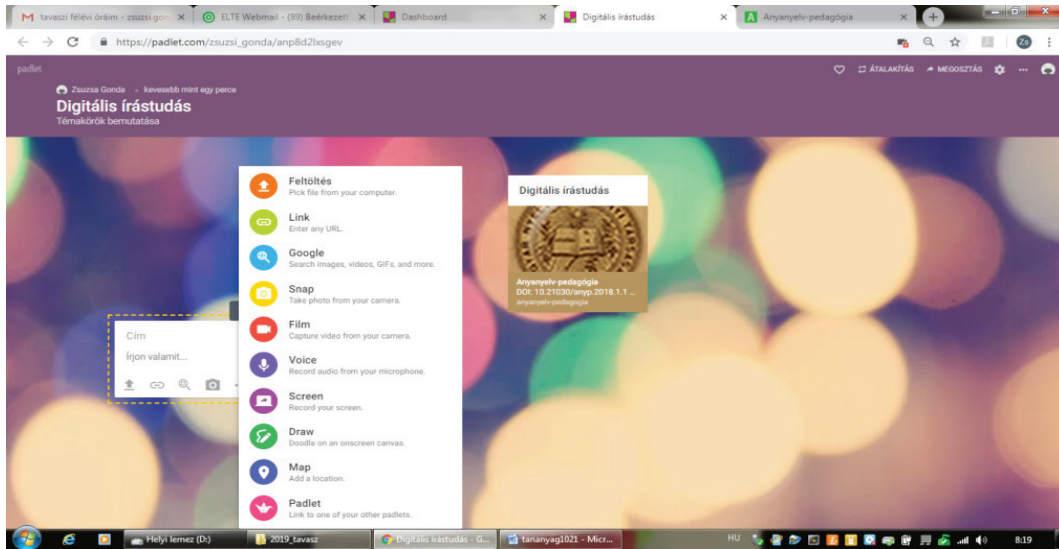 tavaszi félévi óráim - zsuzsi.gon
ELTE Webmail - (89) Beérkezett
Dashboard
Digitális írástudás
Anyanyelv-pedagógia
https://padlet.com/zsuzsi_gonda/anp8d2lxsgev
Zs
padlet
ÁTALAKÍTÁS
MEGOSZTÁS
Zsuzsa Gonda
kevesebb mint egy perce
Digitális írástudás
Témakörök bemutatása
Feltöltés
Pick file from your computer.
Link
Enter any URL.
Google
Search images, videos, GIFs, and more.
Snap
Take photo from your camera.
Film
Capture video from your camera.
Voice
Record audio from your microphone.
Screen
Record your screen.
Draw
Doodle on an onscreen canvas.
Map
Add a location.
Padlet
Link to one of your other padlets.
Cím
Írjon valamit...
Digitális írástudás
Anyanyelv-pedagógia
DOI: 10.21030/anyp.2018.1.1 ...
anyanyelv-pedagogia
Helyi lemez (D:)
2019_tavasz
Digitális írástudás - G...
tananyag1021 - Micr...
HU
8:19